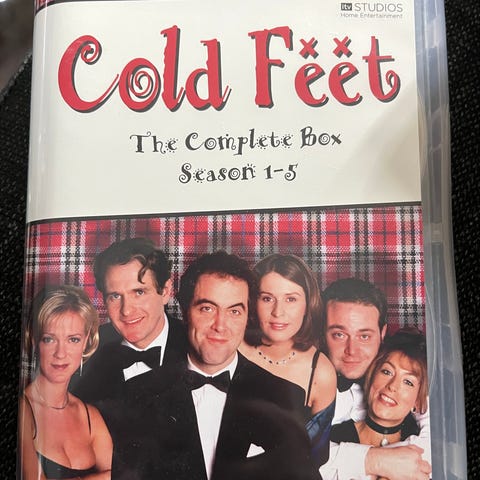 itv STUDIOS
Home Entertainment
Cold Feet
The Complete Box
Season 1-5